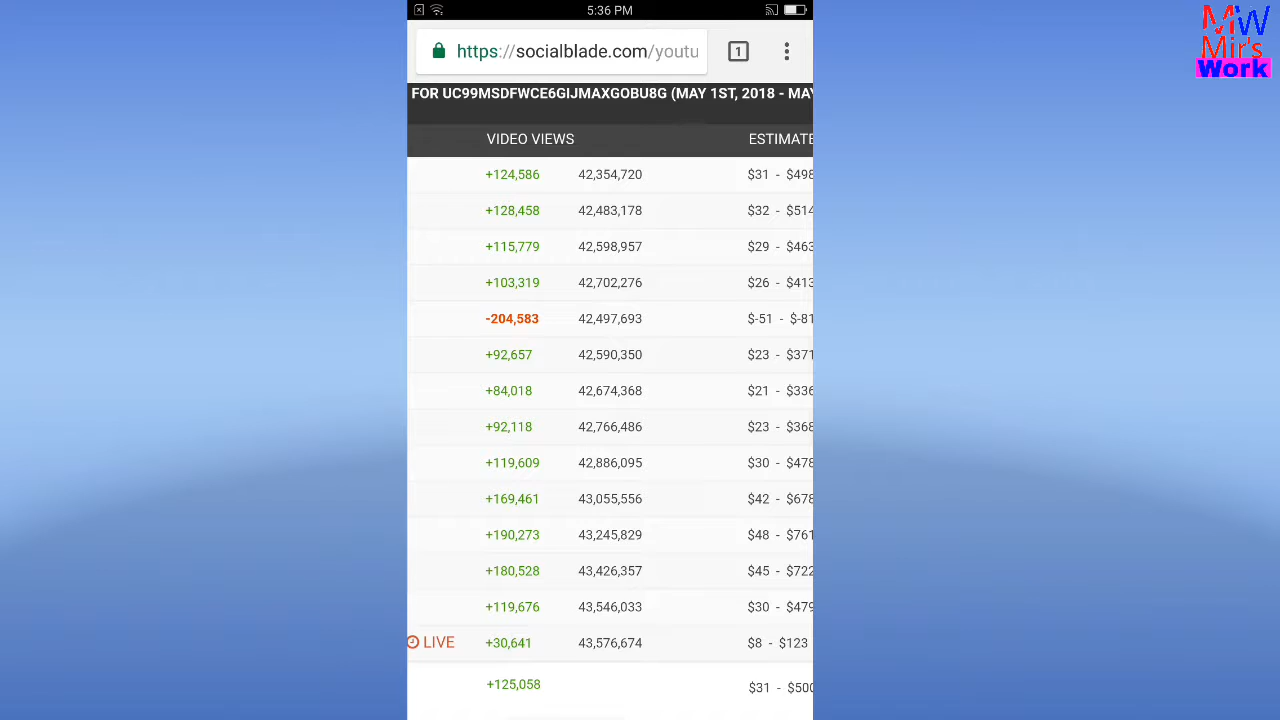 5:36 PM
MW
Mir's
Work
https://socialblade.com/youtu
1
FOR UC99MSDFWCE6GIJMAXGOBU8G (MAY 1ST, 2018 - MAY
VIDEO VIEWS ESTIMATE
+124,586 42,354,720 $31 - $498
+128,458 42,483,178 $32 - $514
+115,779 42,598,957 $29 - $463
+103,319 42,702,276 $26 - $413
-204,583 42,497,693 $-51 - $-81
+92,657 42,590,350 $23 - $371
+84,018 42,674,368 $21 - $336
+92,118 42,766,486 $23 - $368
+119,609 42,886,095 $30 - $478
+169,461 43,055,556 $42 - $678
+190,273 43,245,829 $48 - $761
+180,528 43,426,357 $45 - $722
+119,676 43,546,033 $30 - $479
LIVE +30,641 43,576,674 $8 - $123
+125,058 $31 - $500